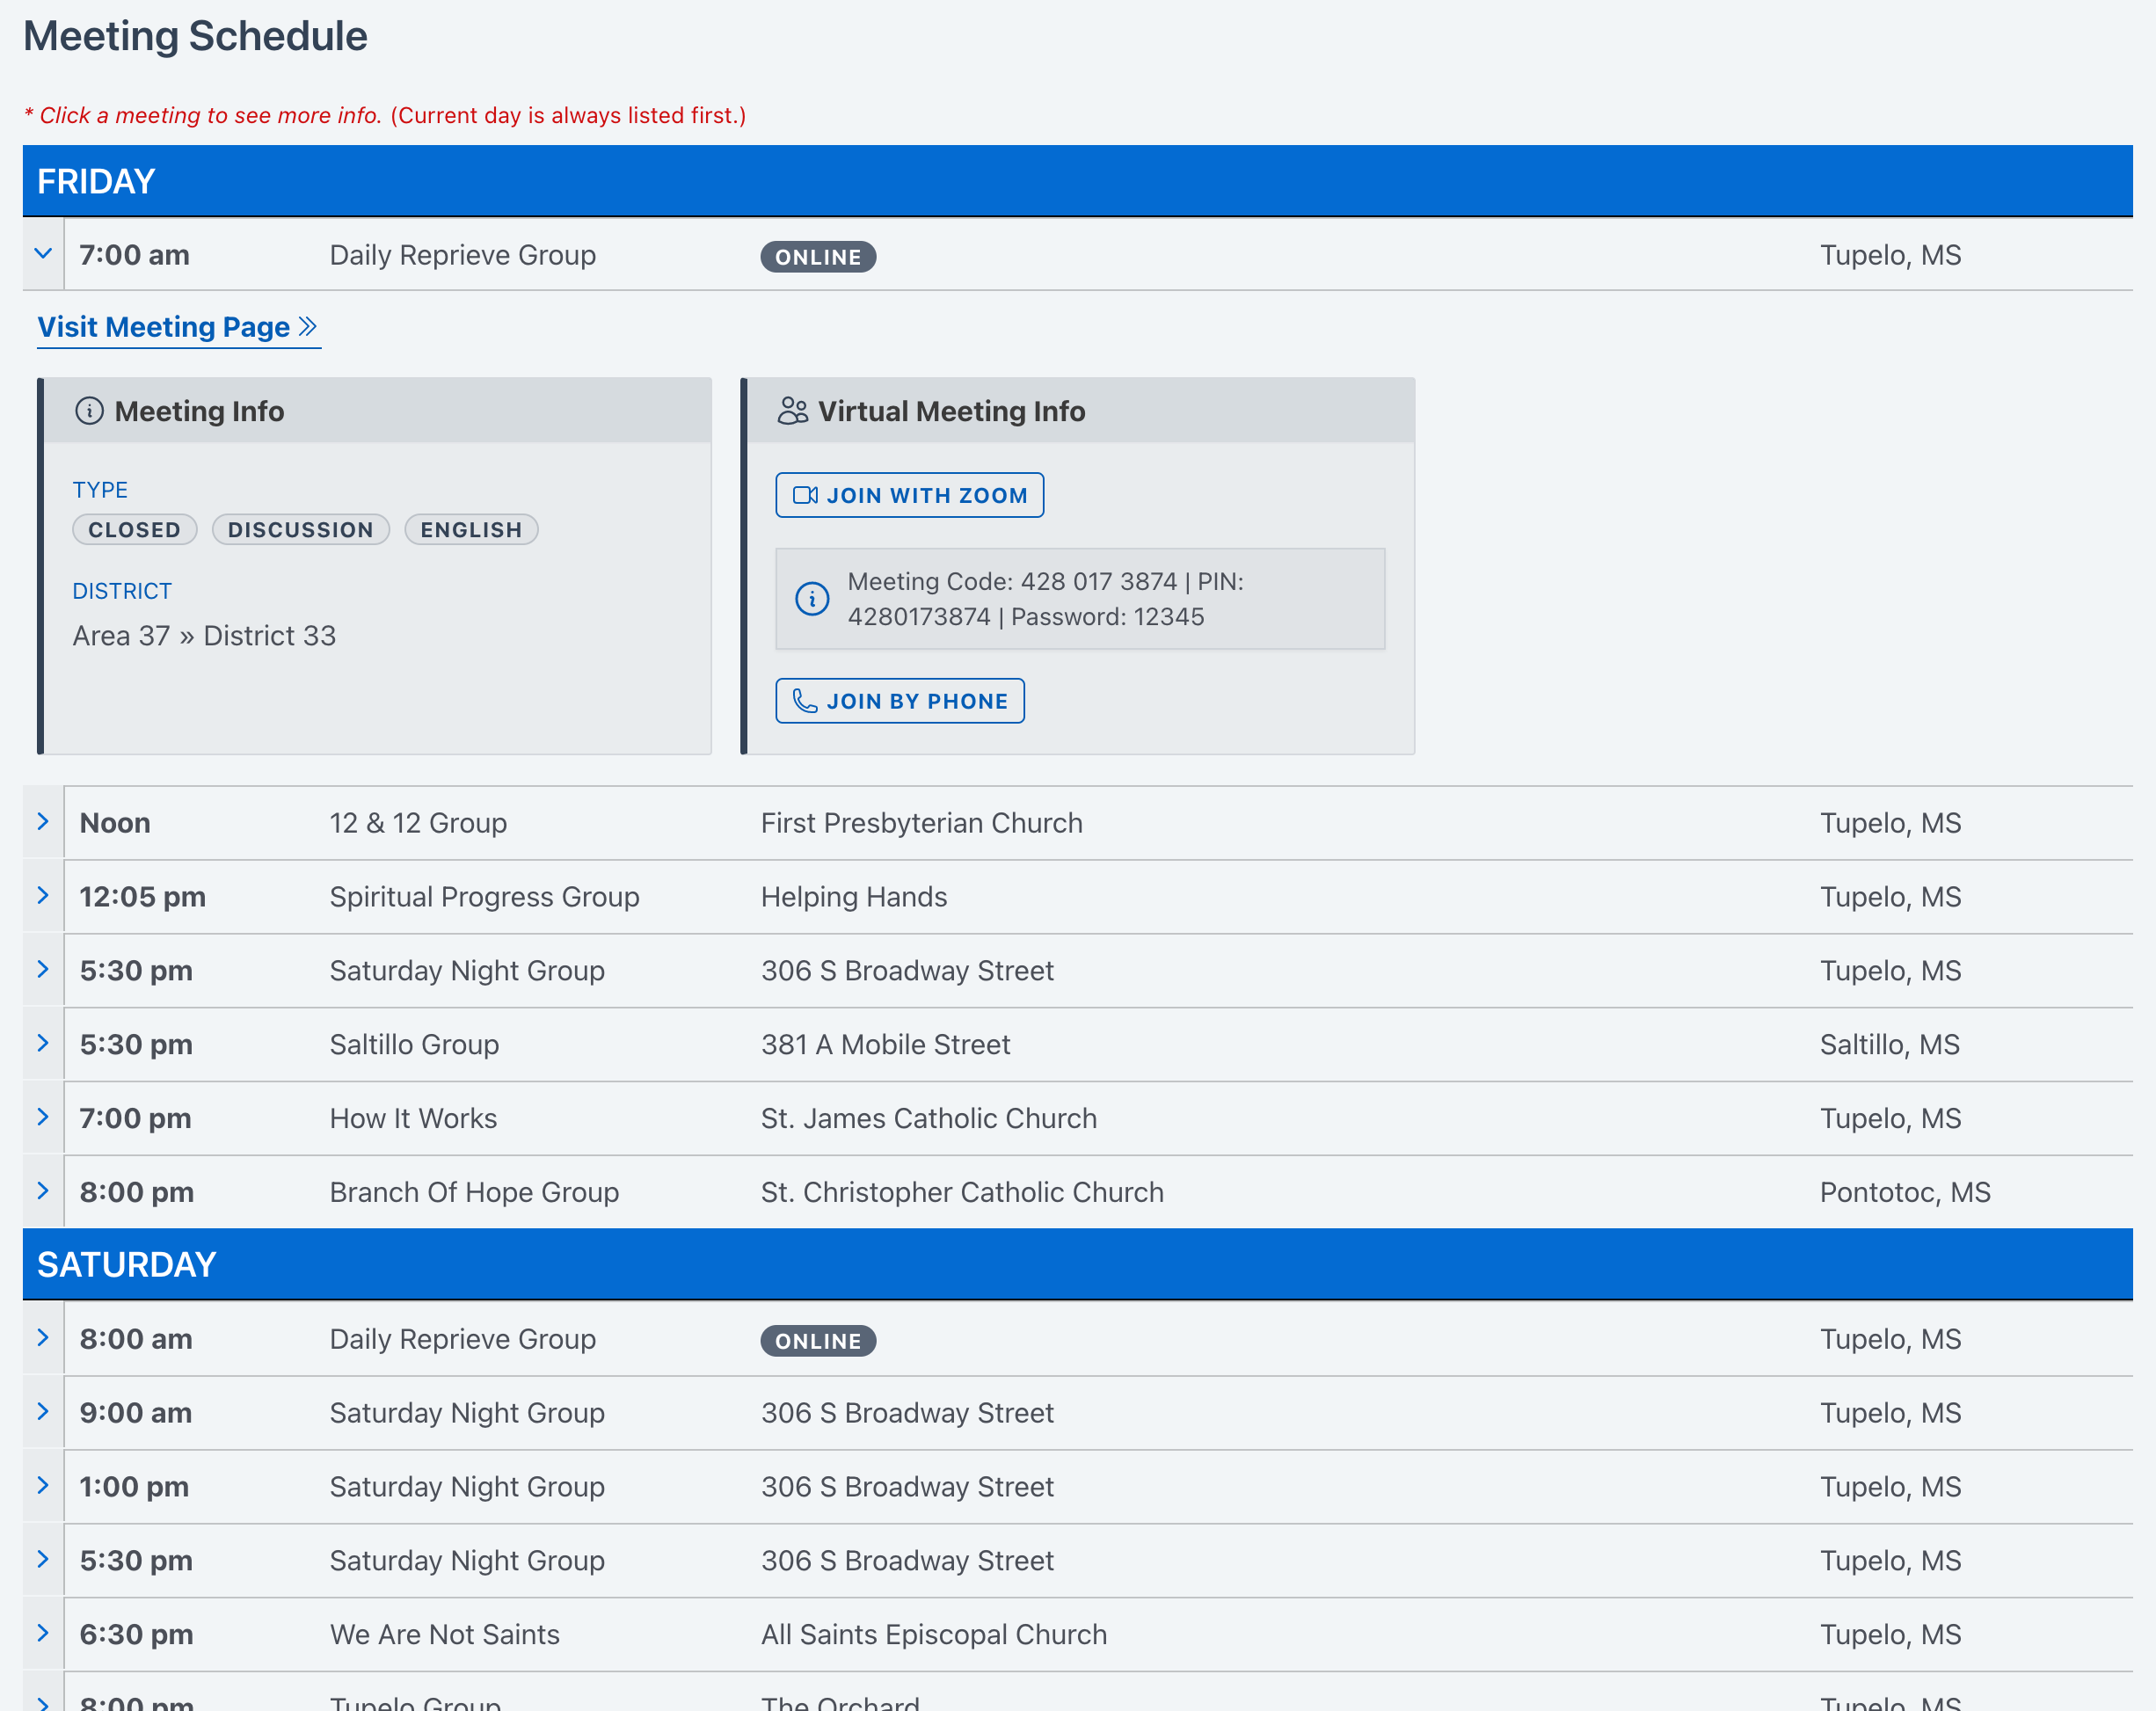 Meeting Schedule
* Click a meeting to see more info. (Current day is always listed first.)
FRIDAY
7:00 am Daily Reprieve Group ONLINE Tupelo, MS
Visit Meeting Page »
Meeting Info
TYPE
CLOSED DISCUSSION ENGLISH
DISTRICT
Area 37 » District 33
Virtual Meeting Info
JOIN WITH ZOOM
Meeting Code: 428 017 3874 | PIN:
4280173874 | Password: 12345
JOIN BY PHONE
Noon 12 & 12 Group First Presbyterian Church Tupelo, MS
12:05 pm Spiritual Progress Group Helping Hands Tupelo, MS
5:30 pm Saturday Night Group 306 S Broadway Street Tupelo, MS
5:30 pm Saltillo Group 381 A Mobile Street Saltillo, MS
7:00 pm How It Works St. James Catholic Church Tupelo, MS
8:00 pm Branch Of Hope Group St. Christopher Catholic Church Pontotoc, MS
SATURDAY
8:00 am Daily Reprieve Group ONLINE Tupelo, MS
9:00 am Saturday Night Group 306 S Broadway Street Tupelo, MS
1:00 pm Saturday Night Group 306 S Broadway Street Tupelo, MS
5:30 pm Saturday Night Group 306 S Broadway Street Tupelo, MS
6:30 pm We Are Not Saints All Saints Episcopal Church Tupelo, MS
8:00 pm Tupelo Group The Orchard Tupelo, MS